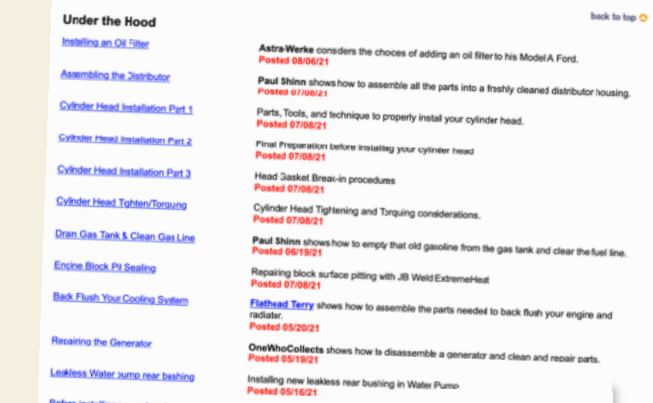 Under the Hood
back to top
Installing an Oil Filter
Astra-Werke considers the choices of adding an oil filter to his Model A Ford.
Posted 08/06/21
Assembling the Distributor
Paul Shinn shows how to assemble all the parts into a freshly cleaned distributor housing.
Posted 07/08/21
Cylinder Head Installation Part 1
Parts, Tools, and technique to properly install your cylinder head.
Posted 07/08/21
Cylinder Head Installation Part 2
Final Preparation before installing your cylinder head
Posted 07/08/21
Cylinder Head Installation Part 3
Head Gasket Break-in procedures
Posted 07/08/21
Cylinder Head Tighten/Torquing
Cylinder Head Tightening and Torquing considerations.
Posted 07/08/21
Drain Gas Tank & Clean Gas Line
Paul Shinn shows how to empty that old gasoline from the gas tank and clear the fuel line.
Posted 06/19/21
Engine Block Pit Sealing
Repairing block surface pitting with JB Weld ExtremeHeat
Posted 07/08/21
Back Flush Your Cooling System
Flathead Terry shows how to assemble the parts needed to back flush your engine and
radiator.
Posted 05/20/21
Repairing the Generator
OneWhoCollects shows how to disassemble a generator and clean and repair parts.
Posted 05/19/21
Leakless Water pump rear bushing
Installing new leakless rear bushing in Water Pump
Posted 05/16/21